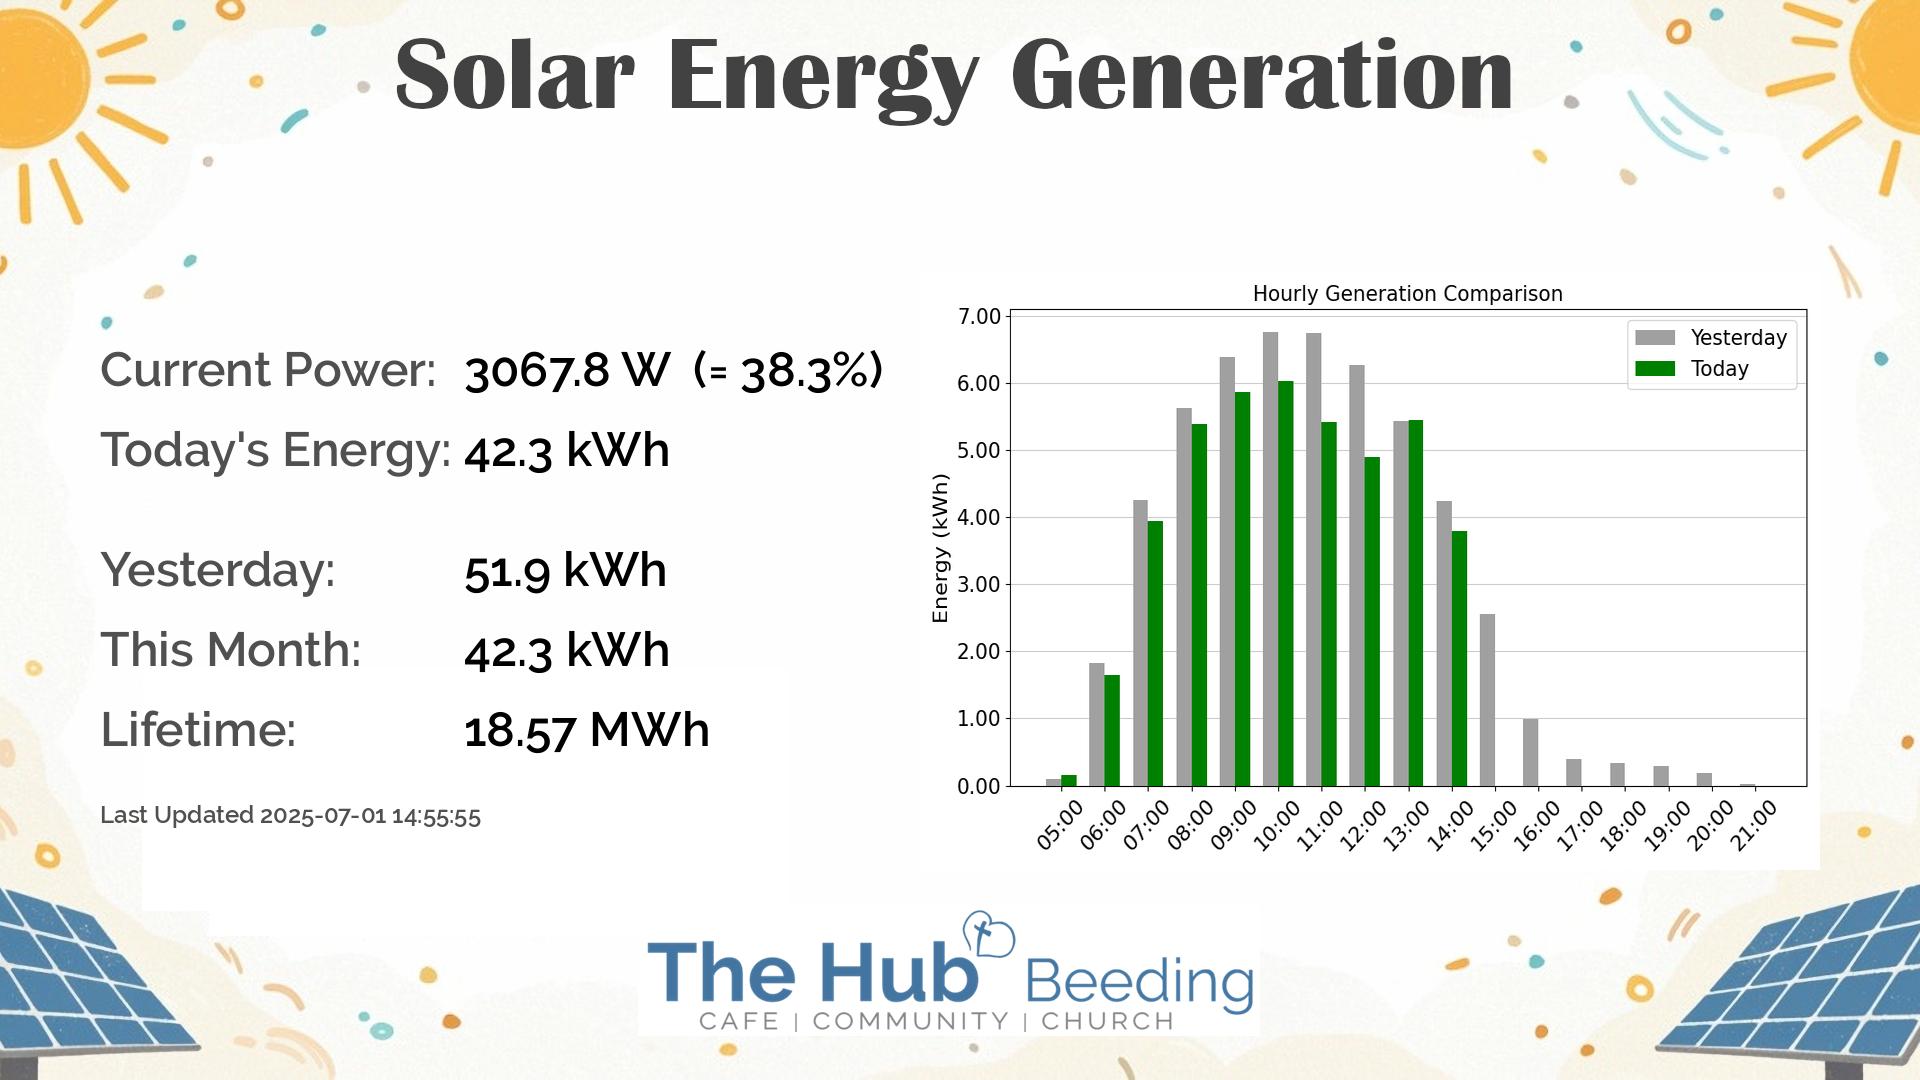 Solar Energy Generation
Current Power: 3067.8 W (= 38.3%)
Today's Energy: 42.3 kWh
Yesterday: 51.9 kWh
This Month: 42.3 kWh
Lifetime: 18.57 MWh
Last Updated 2025-07-01 14:55:55
Hourly Generation Comparison
Yesterday
Today
Energy (kWh)
7.00
6.00
5.00
4.00
3.00
2.00
1.00
0.00
05:00 06:00 07:00 08:00 09:00 10:00 11:00 12:00 13:00 14:00 15:00 16:00 17:00 18:00 19:00 20:00 21:00
The Hub Beeding
CAFE | COMMUNITY | CHURCH